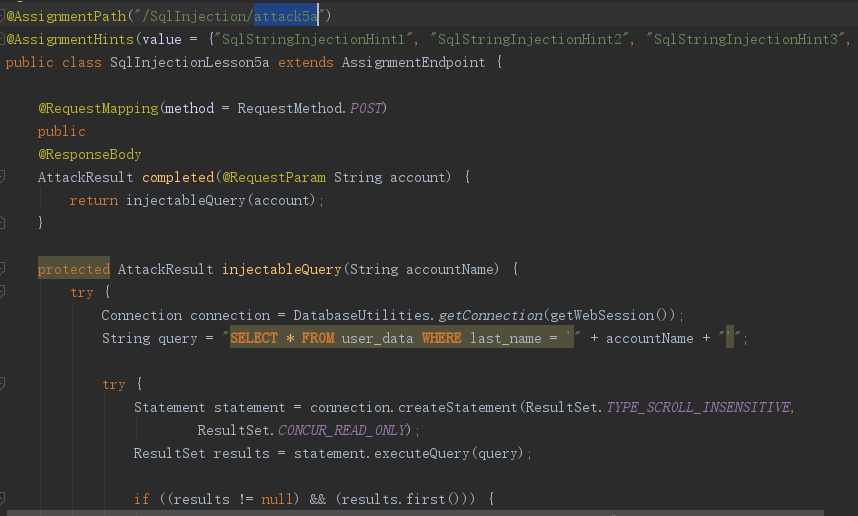 @AssignmentPath("/SqlInjection/attack5a")
@AssignmentHints(value = {"SqlStringInjectionHint1", "SqlStringInjectionHint2", "SqlStringInjectionHint3",
public class SqlInjectionLesson5a extends AssignmentEndpoint {
@RequestMapping(method = RequestMethod.POST)
public
@ResponseBody
AttackResult completed(@RequestParam String account) {
return injectableQuery(account);
}
protected AttackResult injectableQuery(String accountName) {
try {
Connection connection = DatabaseUtilities.getConnection(getWebSession());
String query = "SELECT * FROM user_data WHERE last_name = `" + accountName + "`";
try {
Statement statement = connection.createStatement(ResultSet.TYPE_SCROLL_INSENSITIVE,
ResultSet.CONCUR_READ_ONLY);
ResultSet results = statement.executeQuery(query);
if ((results != null) && (results.first())) {